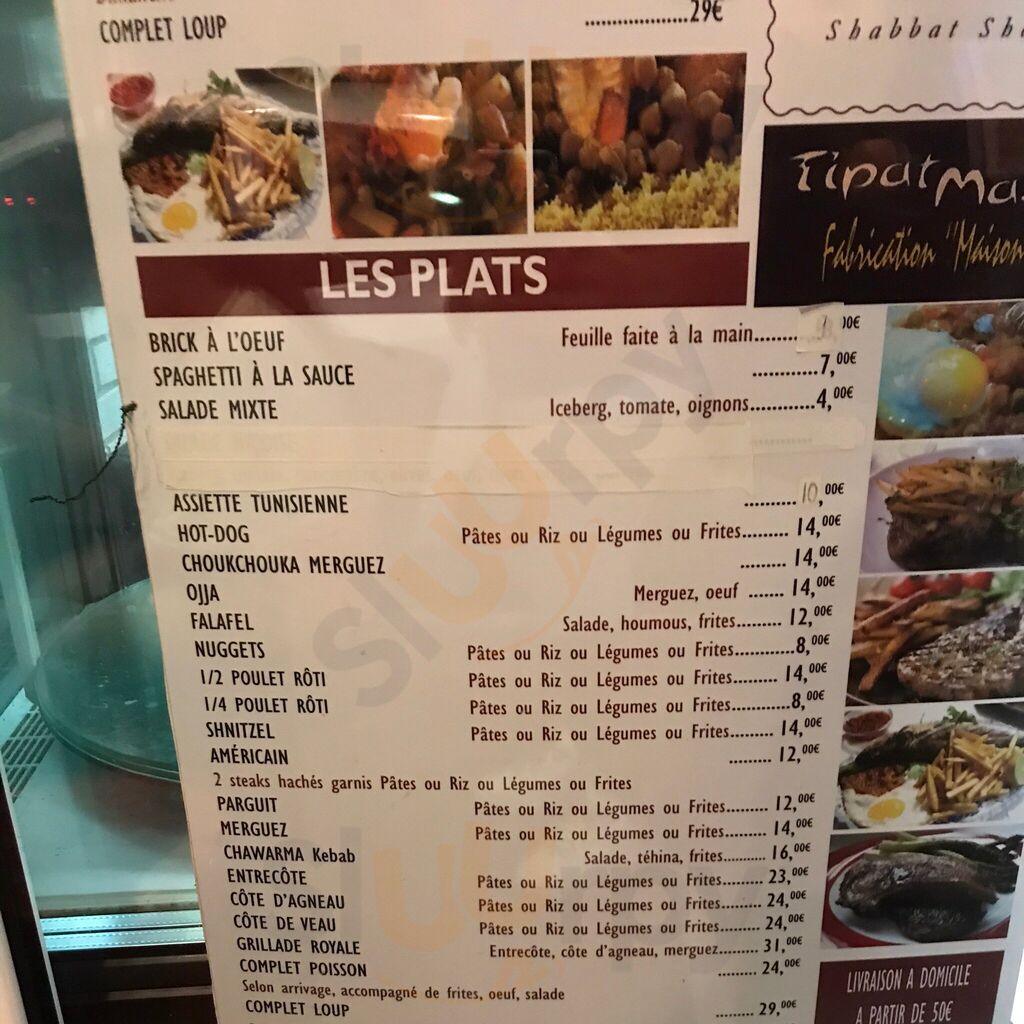 COMPLET LOUP ....................29€
Shabbat
Tipat
Fabrication "Maison
LES PLATS
BRICK À L'OEUF Feuille faite à la main........ 00€
SPAGHETTI À LA SAUCE ............7,00€
SALADE MIXTE Iceberg, tomate, oignons............4,00€
ASSIETTE TUNISIENNE ..........10,00€
HOT-DOG Pâtes ou Riz ou Légumes ou Frites......... 14,00€
CHOUKCHOUKA MERGUEZ ......... 14,00€
OJJA Merguez, oeuf ....... 14,00€
FALAFEL Salade, houmous, frites......... 12,00€
NUGGETS Pâtes ou Riz ou Légumes ou Frites............8,00€
1/2 POULET RÔTI Pâtes ou Riz ou Légumes ou Frites......... 14,00€
1/4 POULET RÔTI Pâtes ou Riz ou Légumes ou Frites............8,00€
SHNITZEL Pâtes ou Riz ou Légumes ou Frites......... 14,00€
AMÉRICAIN ......... 12,00€
2 steaks hachés garnis Pâtes ou Riz ou Légumes ou Frites
PARGUIT Pâtes ou Riz ou Légumes ou Frites......... 12,00€
MERGUEZ Pâtes ou Riz ou Légumes ou Frites......... 14,00€
CHAWARMA Kebab Salade, téhina, frites........... 16,00€
ENTRECÔTE Pâtes ou Riz ou Légumes ou Frites......... 23,00€
CÔTE D'AGNEAU Pâtes ou Riz ou Légumes ou Frites......... 24,00€
CÔTE DE VEAU Pâtes ou Riz ou Légumes ou Frites......... 24,00€
GRILLADE ROYALE Entrecôte, côte d'agneau, merguez........ 31,00€
COMPLET POISSON ......... 24,00€
Selon arrivage, accompagné de frites, oeuf, salade
COMPLET LOUP ......... 29,00€
LIVRAISON A DOMICILE
A PARTIR DE 50€
sluurpy